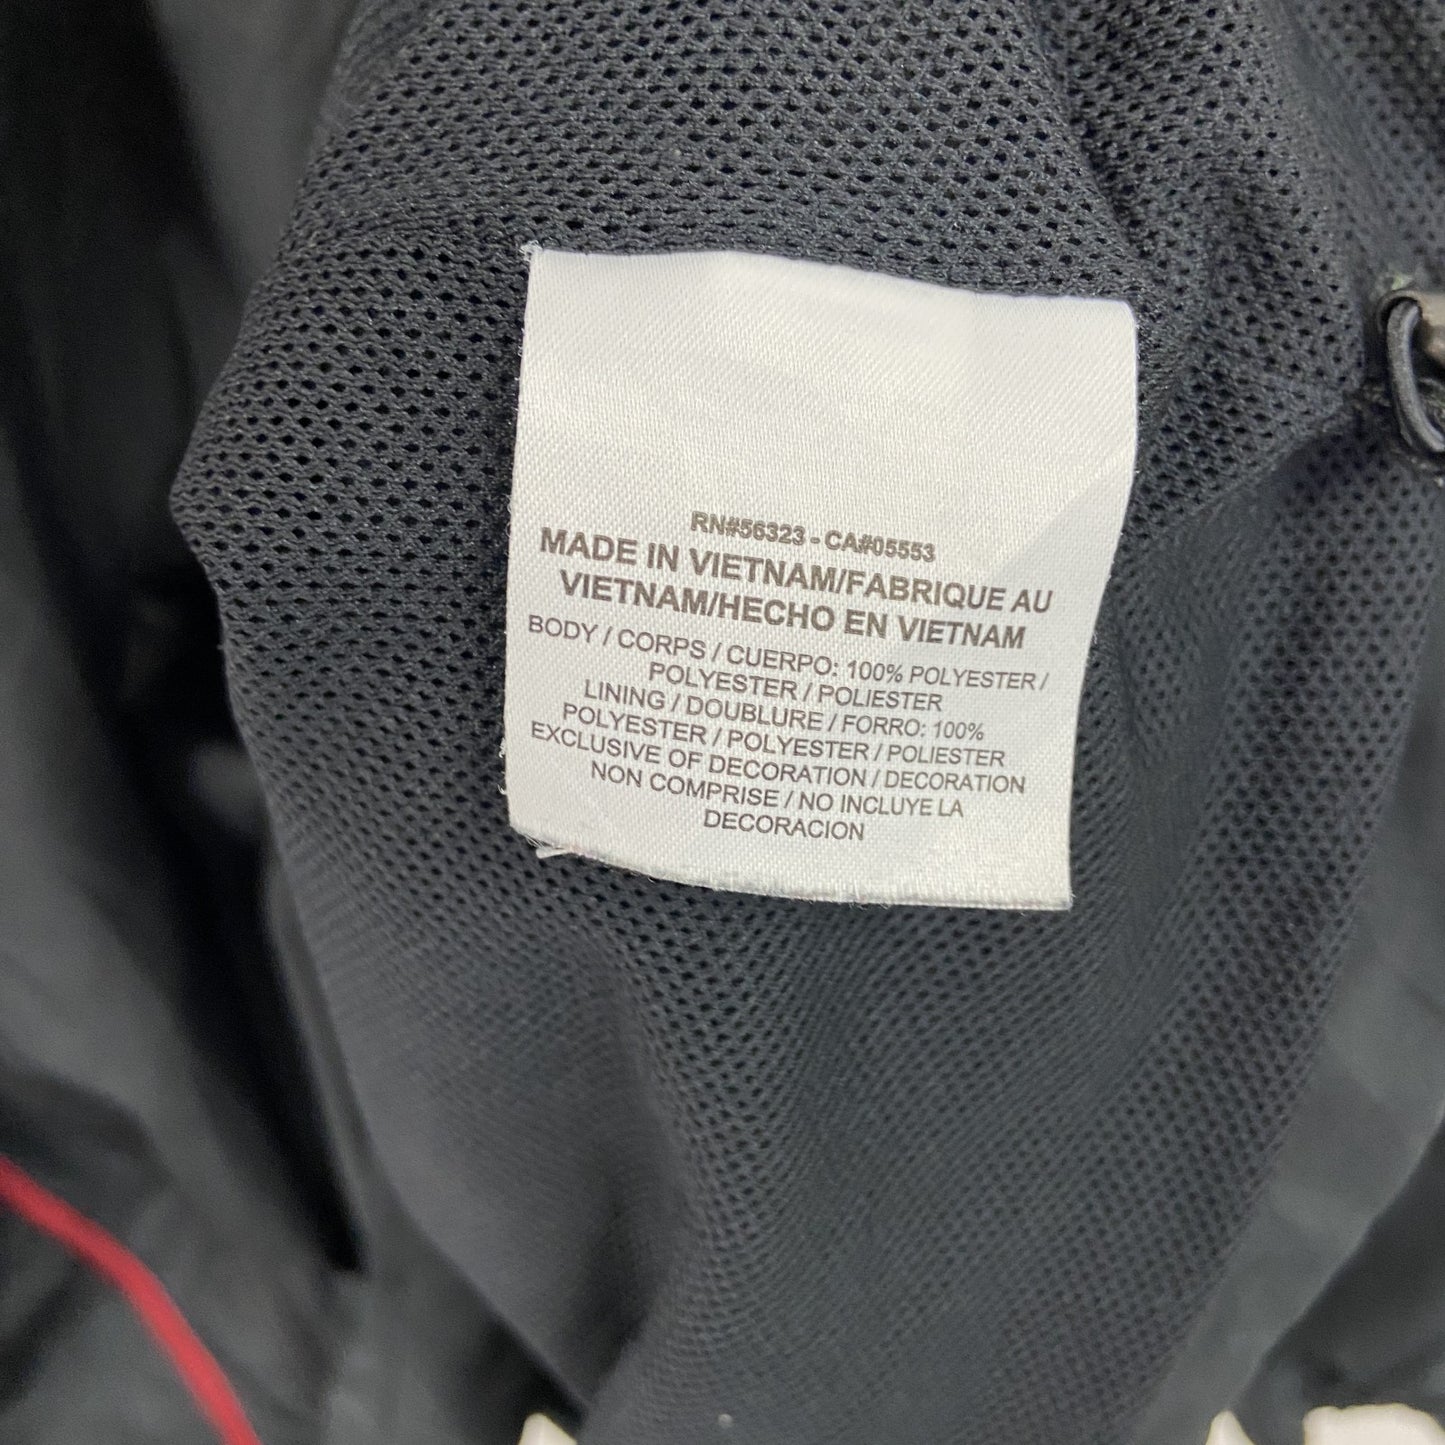 RN#56323 - CA#05553
MADE IN VIETNAM/FABRIQUE AU
VIETNAM/HECHO EN VIETNAM
BODY / CORPS / CUERPO: 100% POLYESTER /
POLYESTER / POLIESTER
LINING / DOUBLURE / FORRO: 100%
POLYESTER / POLYESTER / POLIESTER
EXCLUSIVE OF DECORATION / DECORATION
NON COMPRISE / NO INCLUYE LA
DECORACION